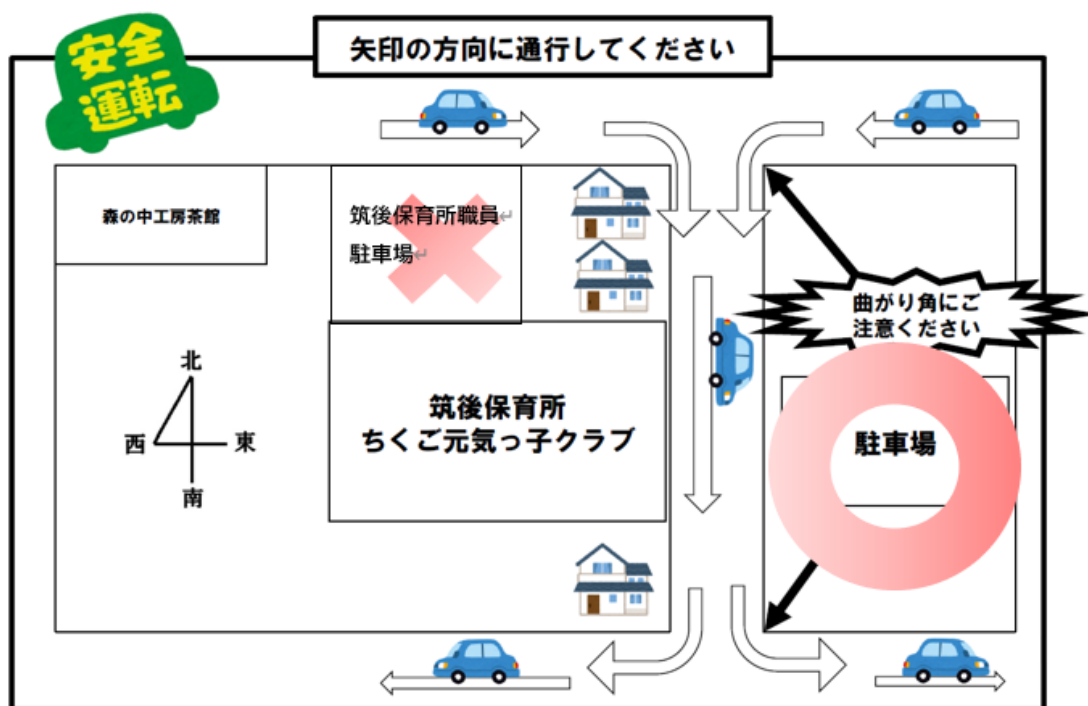 矢印の方向に通行してください
安全
運転
森の中工房茶館
筑後保育所職員↵
駐車場↵
曲がり角にご
注意ください
北
西
東
南
筑後保育所
ちくご元気っ子クラブ
駐車場